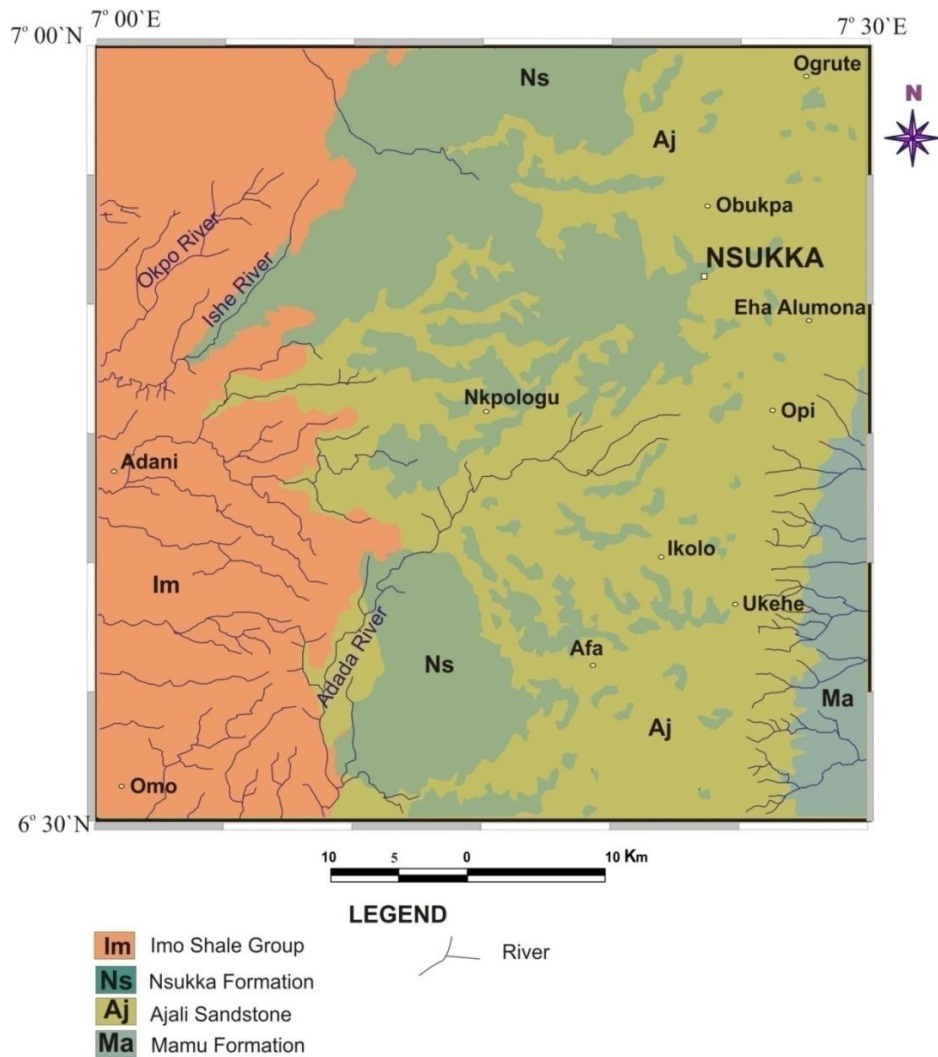 7° 00`E
7° 00`N
7° 30`E
N
Ns
Ogrute
Aj
Obukpa
NSUKKA
Okpo River
Ishe River
Eha Alumona
Nkpologu
Opi
Adani
Ikolo
Im
Ukehe
Adada River
Afa
Ns
Ma
Aj
Omo
6° 30`N
10 5 0 10 Km
LEGEND
Im Imo Shale Group
River
Ns Nsukka Formation
Aj Ajali Sandstone
Ma Mamu Formation